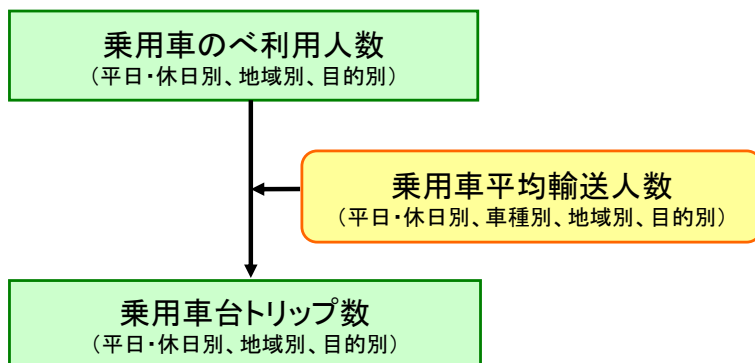 乗用車のべ利用人数
（平日・休日別、地域別、目的別）
乗用車平均輸送人数
（平日・休日別、車種別、地域別、目的別）
乗用車台トリップ数
（平日・休日別、地域別、目的別）